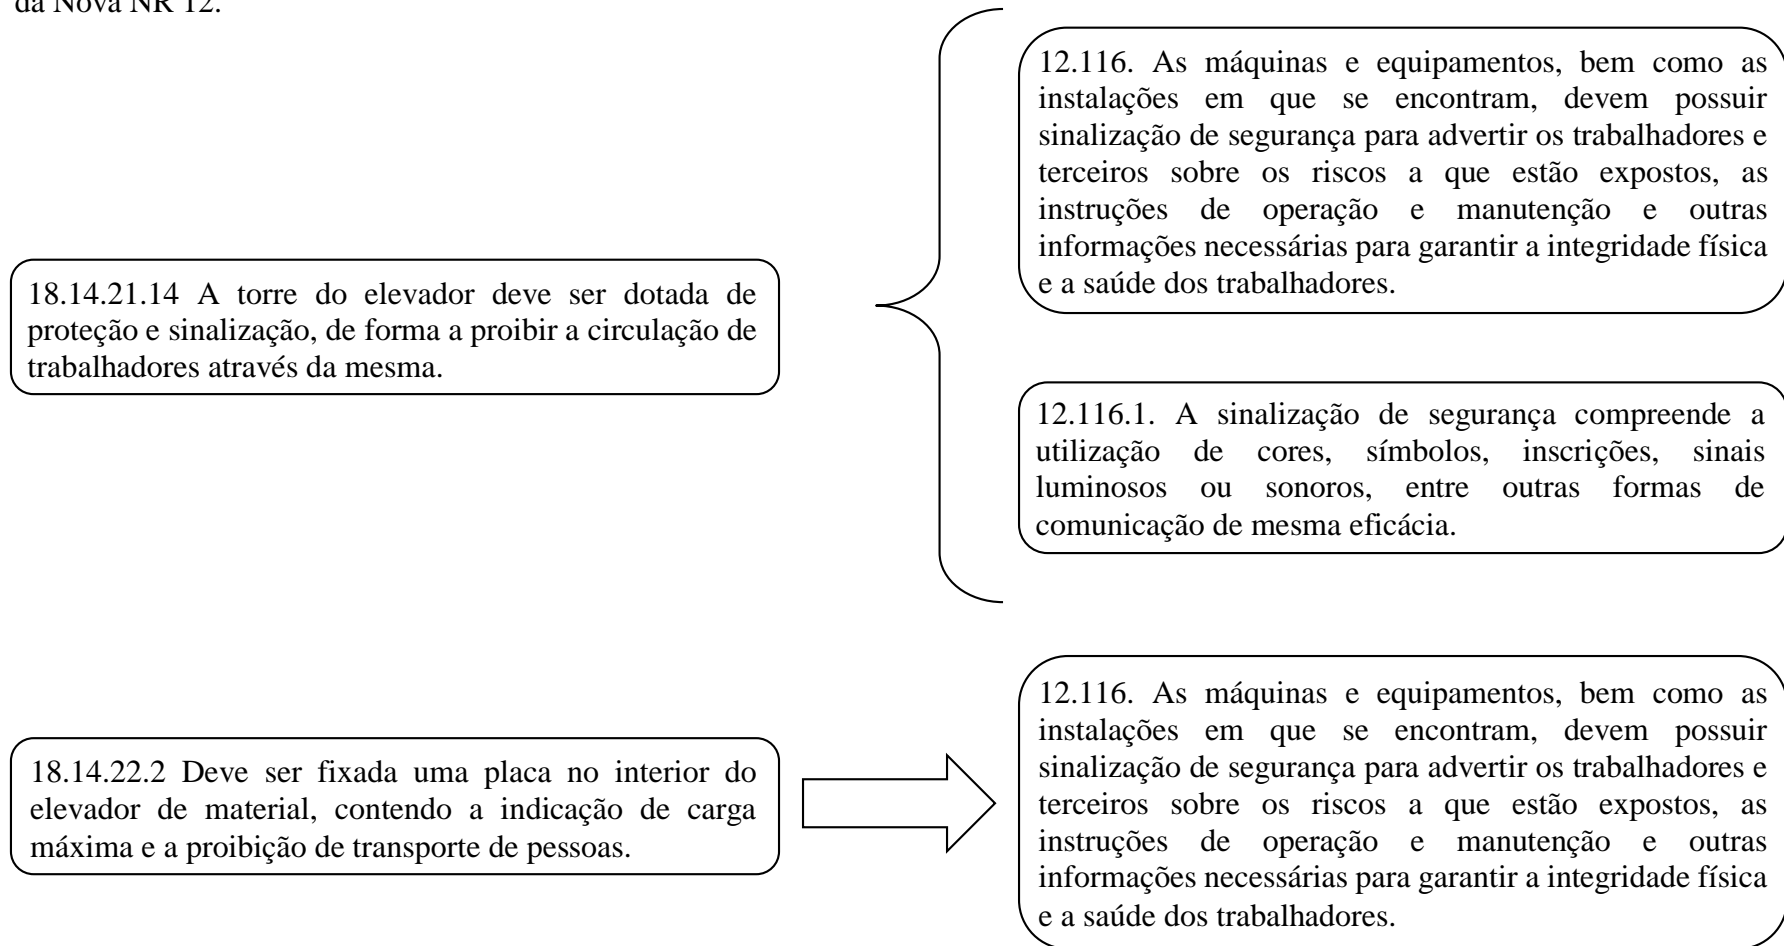 da Nova NR 12.
12.116. As máquinas e equipamentos, bem como as
instalações em que se encontram, devem possuir
sinalização de segurança para advertir os trabalhadores e
terceiros sobre os riscos a que estão expostos, as
instruções de operação e manutenção e outras
informações necessárias para garantir a integridade física
e a saúde dos trabalhadores.
18.14.21.14 A torre do elevador deve ser dotada de
proteção e sinalização, de forma a proibir a circulação de
trabalhadores através da mesma.
12.116.1. A sinalização de segurança compreende a
utilização de cores, símbolos, inscrições, sinais
luminosos ou sonoros, entre outras formas de
comunicação de mesma eficácia.
18.14.22.2 Deve ser fixada uma placa no interior do
elevador de material, contendo a indicação de carga
máxima e a proibição de transporte de pessoas.
12.116. As máquinas e equipamentos, bem como as
instalações em que se encontram, devem possuir
sinalização de segurança para advertir os trabalhadores e
terceiros sobre os riscos a que estão expostos, as
instruções de operação e manutenção e outras
informações necessárias para garantir a integridade física
e a saúde dos trabalhadores.